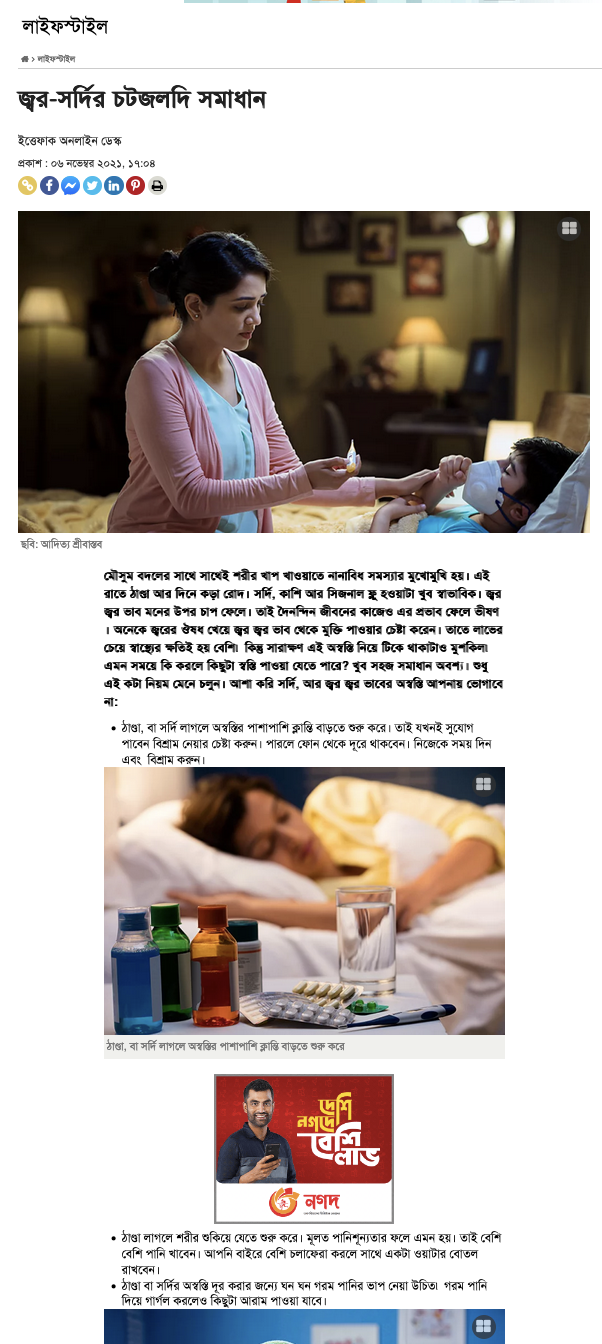 লাইফস্টাইল
› লাইফস্টাইল
জ্বর-সর্দির চটজলদি সমাধান
ইত্তেফাক অনলাইন ডেস্ক
প্রকাশ : ০৬ নভেম্বর ২০২১, ১৭:০৪
ছবি: আদিত্য শ্রীবাস্তব
মৌসুম বদলের সাথে সাথেই শরীর খাপ খাওয়াতে নানাবিধ সমস্যার মুখোমুখি হয়। এই
রাতে ঠাণ্ডা আর দিনে কড়া রোদ। সর্দি, কাশি আর সিজনাল ফ্লু হওয়াটা খুব স্বাভাবিক। জ্বর
জ্বর ভাব মনের উপর চাপ ফেলে। তাই দৈনন্দিন জীবনের কাজেও এর প্রভাব ফেলে ভীষণ
। অনেকে জ্বরের ঔষধ খেয়ে জ্বর জ্বর ভাব থেকে মুক্তি পাওয়ার চেষ্টা করেন। তাতে লাভের
চেয়ে স্বাস্থ্যের ক্ষতিই হয় বেশি। কিন্তু সারাক্ষণ এই অস্বস্তি নিয়ে টিকে থাকাটাও মুশকিল।
এমন সময়ে কি করলে কিছুটা স্বস্তি পাওয়া যেতে পারে? খুব সহজ সমাধান অবশ্য। শুধু
এই কটা নিয়ম মেনে চলুন। আশা করি সর্দি, আর জ্বর জ্বর ভাবের অস্বস্তি আপনায় ভোগাবে
না:
• ঠাণ্ডা, বা সর্দি লাগলে অস্বস্তির পাশাপাশি ক্লান্তি বাড়তে শুরু করে। তাই যখনই সুযোগ
পাবেন বিশ্রাম নেয়ার চেষ্টা করুন। পারলে ফোন থেকে দূরে থাকবেন। নিজেকে সময় দিন
এবং বিশ্রাম করুন।
ঠাণ্ডা, বা সর্দি লাগলে অস্বস্তির পাশাপাশি ক্লান্তি বাড়তে শুরু করে
দেশি
নগদে
বেশি
লাভ
নগদ
• ঠাণ্ডা লাগলে শরীর শুকিয়ে যেতে শুরু করে। মূলত পানিশূন্যতার ফলে এমন হয়। তাই বেশি
বেশি পানি খাবেন। আপনি বাইরে বেশি চলাফেরা করলে সাথে একটা ওয়াটার বোতল
রাখবেন।
• ঠাণ্ডা বা সর্দির অস্বস্তি দূর করার জন্যে ঘন ঘন গরম পানির ভাপ নেয়া উচিত। গরম পানি
দিয়ে গার্গল করলেও কিছুটা আরাম পাওয়া যাবে।